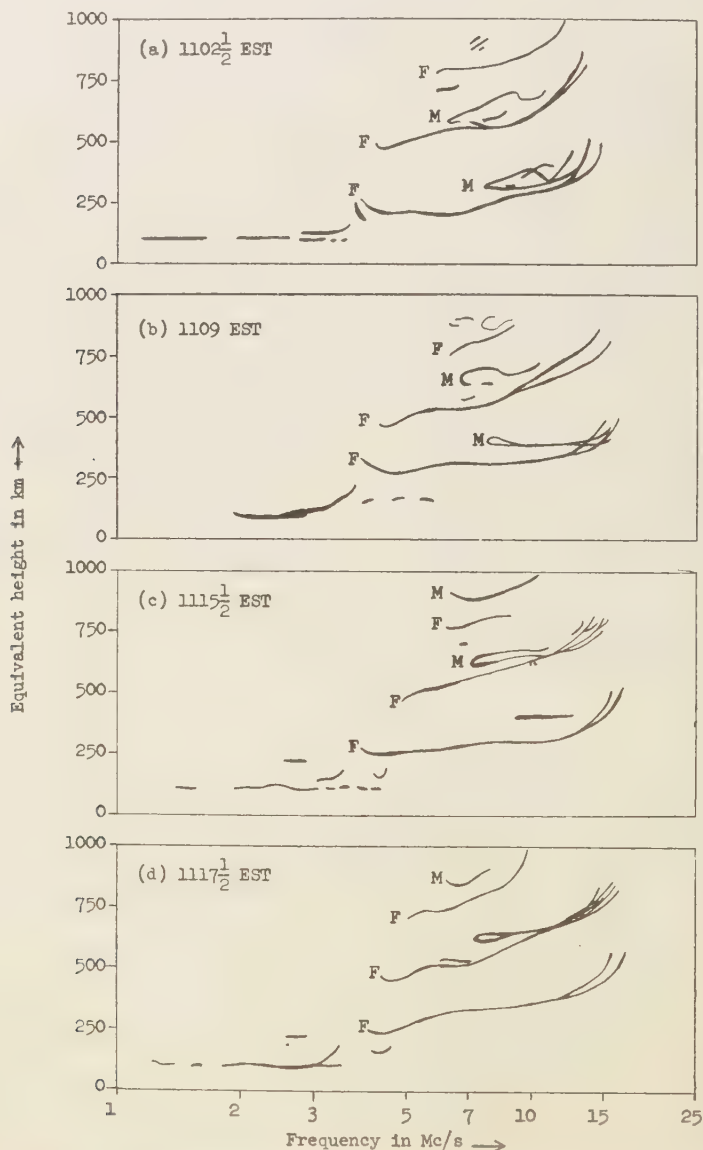 Equivalent height in km →
1000
(a) 1102½ EST
750
500
250
0
F
M
F
M
F
1000
(b) 1109 EST
750
500
250
0
F
M
F
M
F
1000
(c) 1115½ EST
750
500
250
0
M
F
M
F
F
1000
(d) 1117½ EST
750
500
250
0
M
F
F
F
1 2 3 5 7 10 15 25
Frequency in Mc/s →